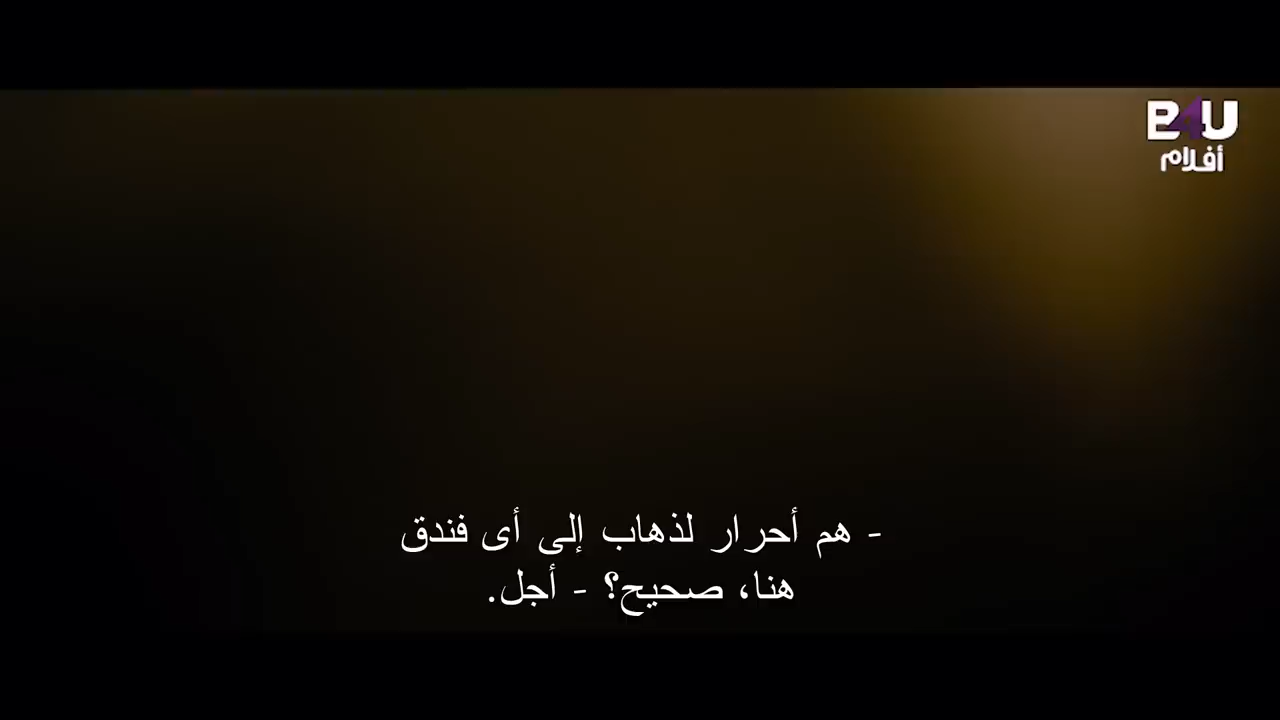 B4U
أفلام
- هم أحرار لذهاب إلى أى فندق
هنا، صحيح؟ - أجل.